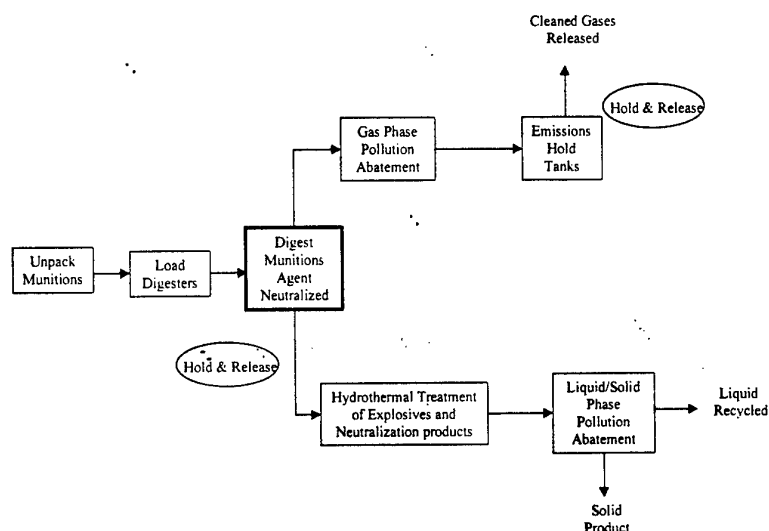 Cleaned Gases
Released
Hold & Release
Gas Phase
Pollution
Abatement
Emissions
Hold
Tanks
Unpack
Munitions
Load
Digesters
Digest
Munitions
Agent
Neutralized
Hold & Release
Hydrothermal Treatment
of Explosives and
Neutralization products
Liquid/Solid
Phase
Pollution
Abatement
Liquid
Recycled
Solid
Product